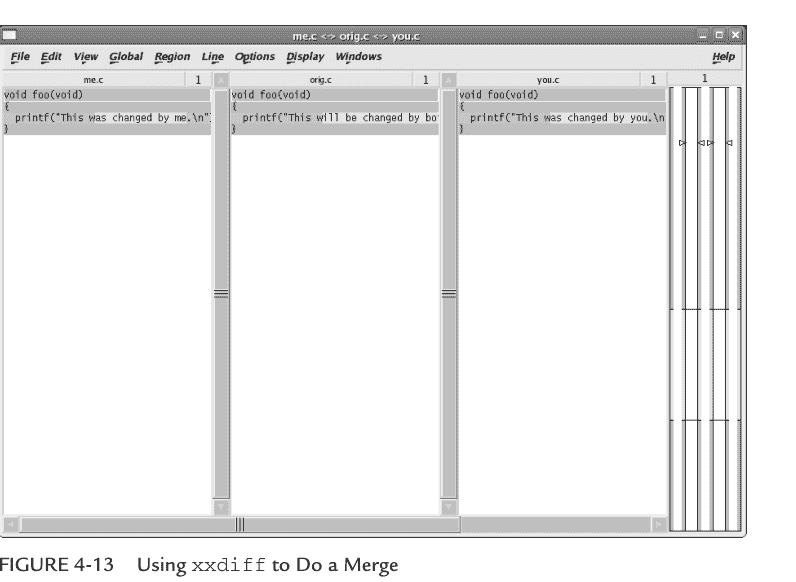 me.c <-> orig.c <-> you.c
File Edit View Global Region Line Options Display Windows Help
me.c 1 orig.c 1 you.c 1 1
void foo(void) void foo(void) void foo(void)
{ { {
printf("This was changed by me.\n" printf("This will be changed by bo printf("This was changed by you.\n
} } }
FIGURE 4-13 Using xxdiff to Do a Merge